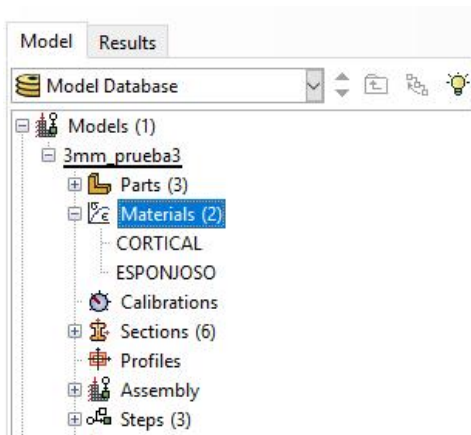 Model Results
Model Database
Models (1)
3mm_prueba3
Parts (3)
Materials (2)
CORTICAL
ESPONJOSO
Calibrations
Sections (6)
Profiles
Assembly
Steps (3)